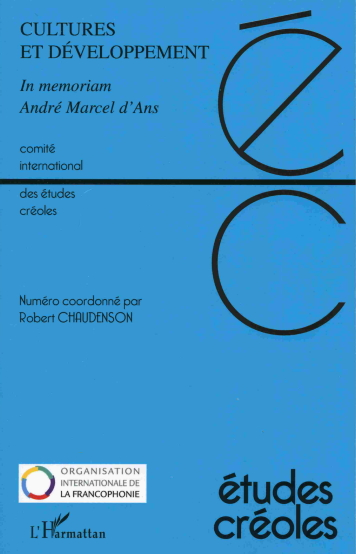 CULTURES
ET DÉVELOPPEMENT
In memoriam
André Marcel d'Ans
comité
international
des études
créoles
é
c
Numéro coordonné par
Robert CHAUDENSON
ORGANISATION
INTERNATIONALE DE
LA FRANCOPHONIE
L'Harmattan
études
créoles